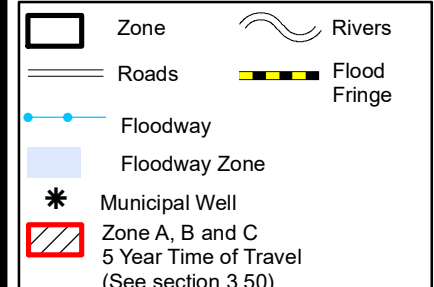 Zone
Rivers
Roads
Flood
Fringe
Floodway
Floodway Zone
Municipal Well
Zone A, B and C
5 Year Time of Travel
(See section 3.50)